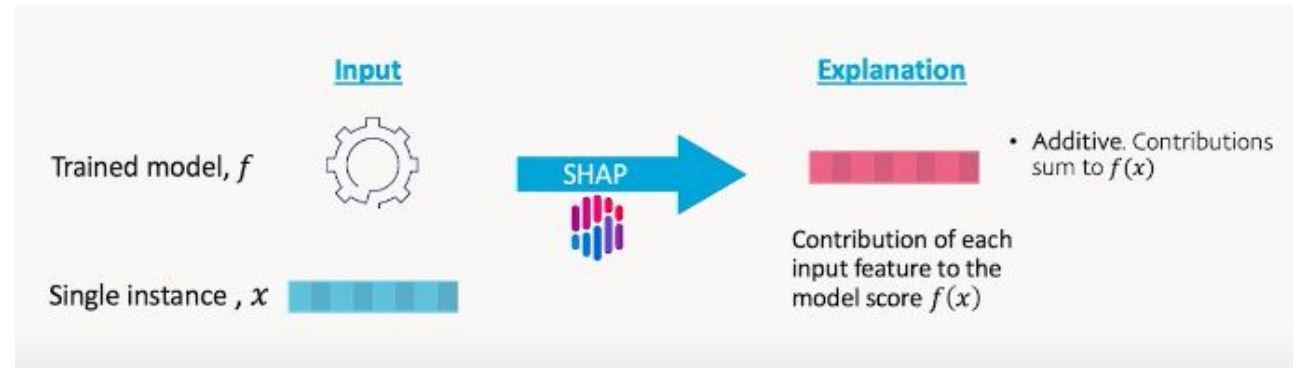 Input
Explanation
Trained model, f
SHAP
• Additive. Contributions
sum to f(x)
Contribution of each
input feature to the
model score f(x)
Single instance , x